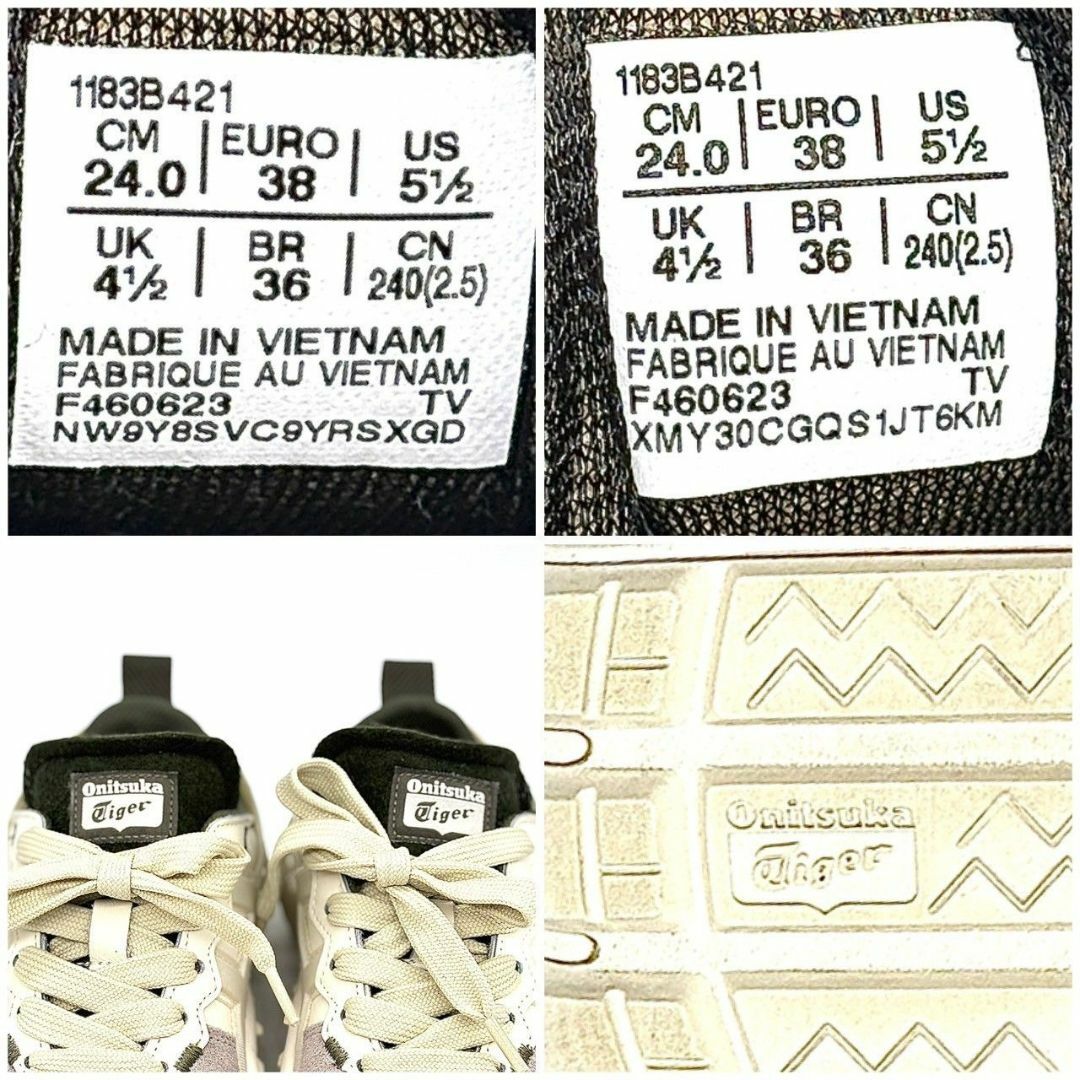 1183B421
CM EURO US
24.0 38 5½
UK BR CN
4½ 36 240(2.5)
MADE IN VIETNAM
FABRIQUE AU VIETNAM
F460623 TV
NW9Y8SVC9YRSXGD
1183B421
CM EURO US
24.0 38 5½
UK BR CN
4½ 36 240(2.5)
MADE IN VIETNAM
FABRIQUE AU VIETNAM
F460623 TV
XMY30CGQS1JT6KM
Onitsuka
Tiger
Onitsuka
Tiger
Onitsuka
Tiger